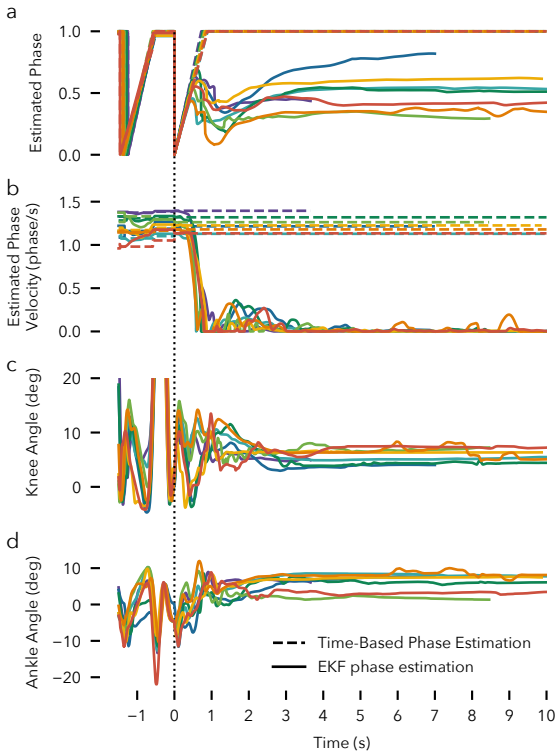 a
1.0
0.5
0.0
Estimated Phase
b
1.5
1.0
0.5
0.0
Estimated Phase
Velocity (phase/s)
c
20
10
0
Knee Angle (deg)
d
10
0
−10
−20
Ankle Angle (deg)
Time-Based Phase Estimation
EKF phase estimation
−1 0 1 2 3 4 5 6 7 8 9 10
Time (s)